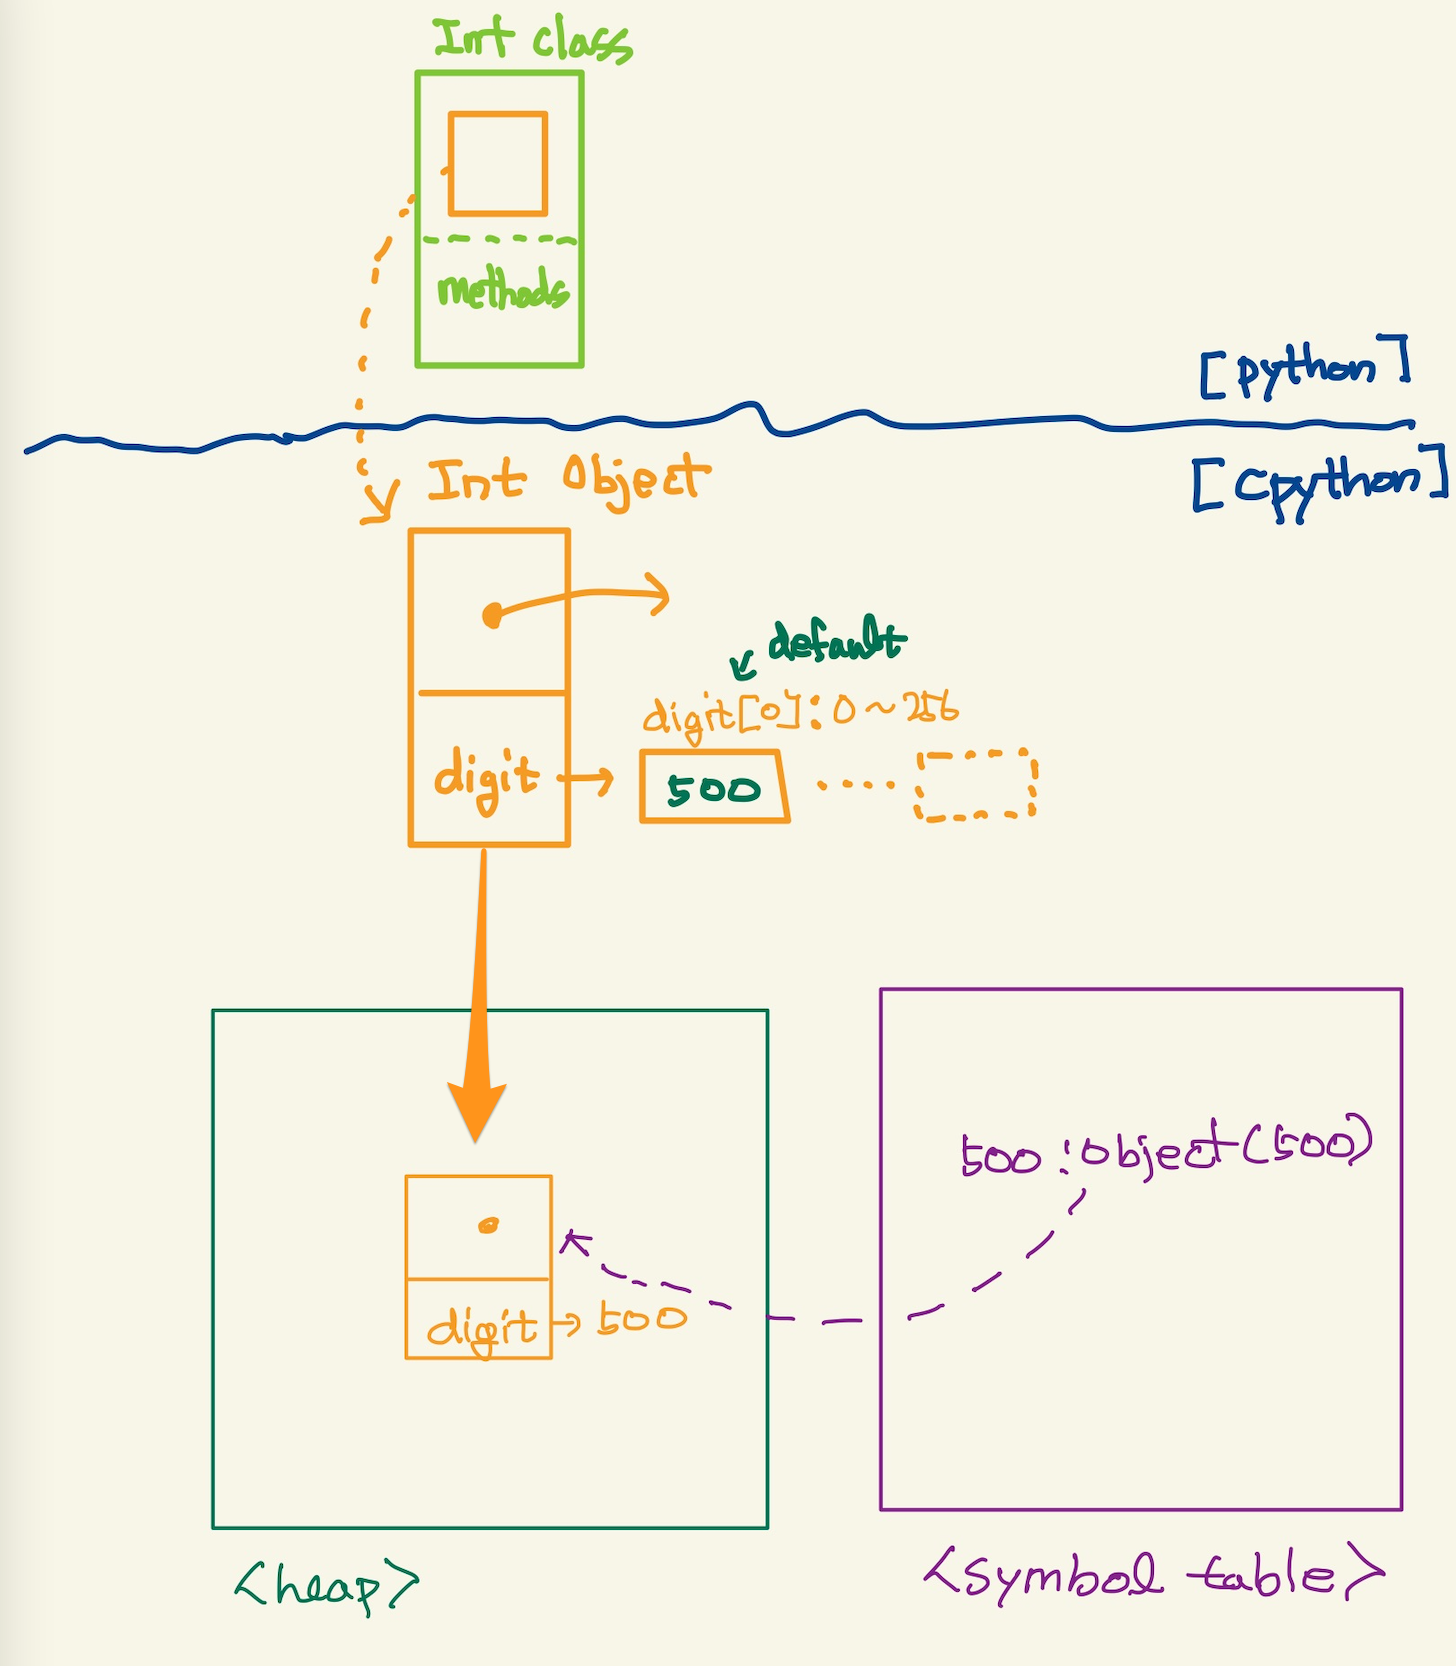 Int class
methods
[python]
[Cpython]
Int Object
default
digit[0]: 0 ~ 256
digit → 500
500 : Object(500)
digit → 500
<heap>
<symbol table>